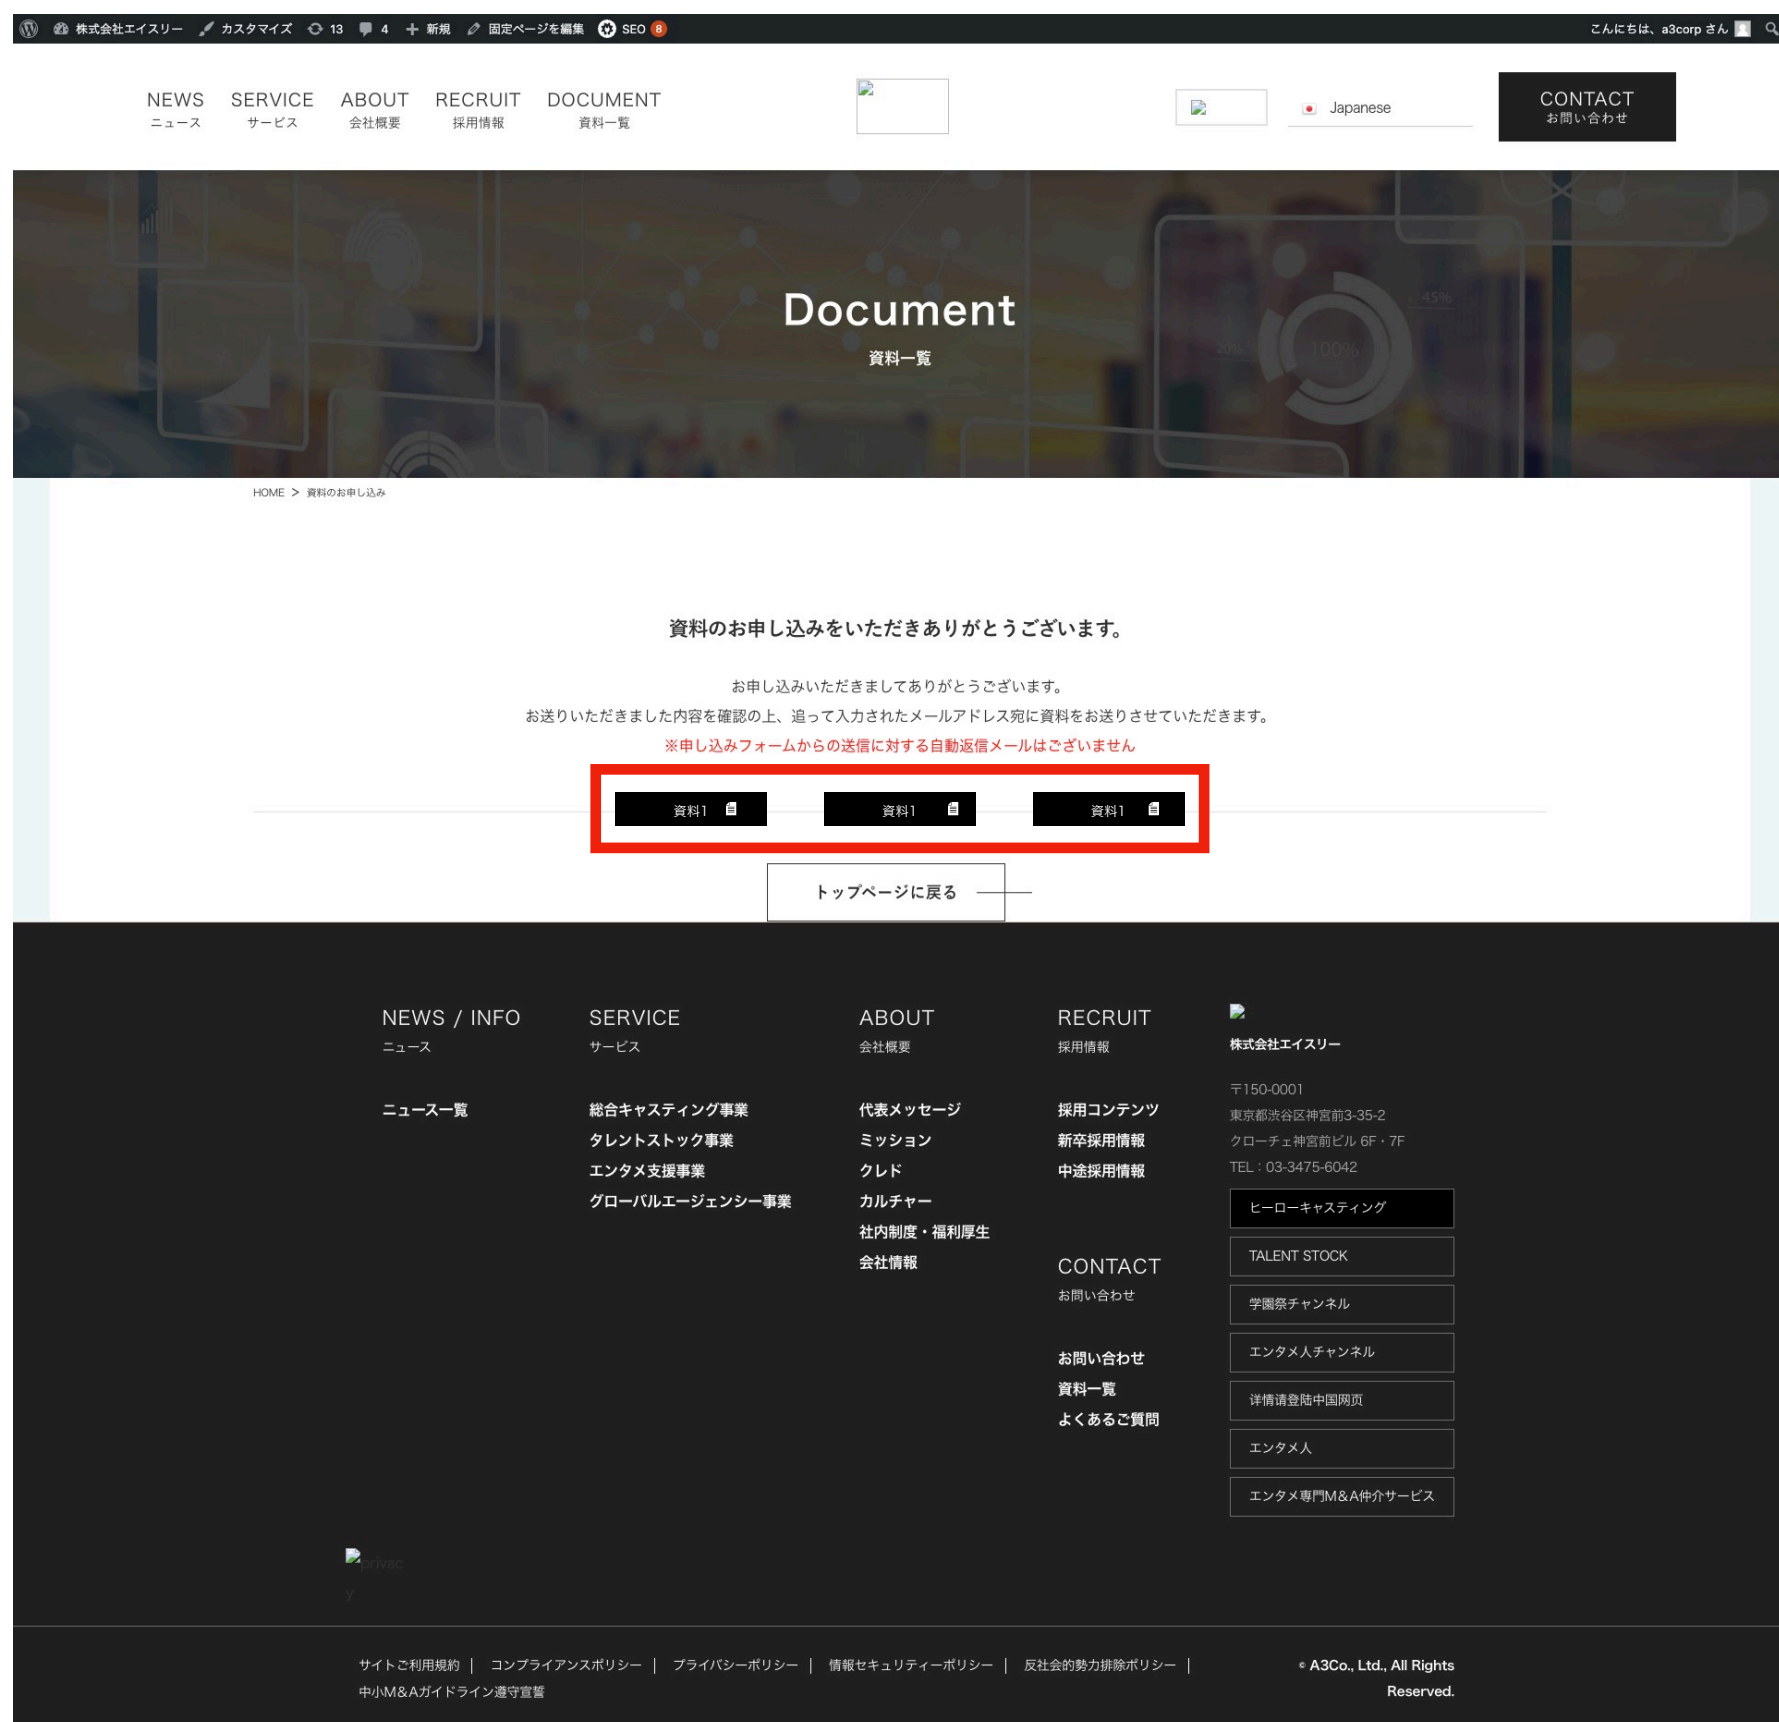 株式会社エイスリー カスタマイズ 13 4 新規 固定ページを編集 SEO 8 こんにちは、a3corp さん
NEWS SERVICE ABOUT RECRUIT DOCUMENT
ニュース サービス 会社概要 採用情報 資料一覧
Japanese
CONTACT
お問い合わせ
45%
20%
100%
Document
資料一覧
HOME > 資料のお申し込み
資料のお申し込みをいただきありがとうございます。
お申し込みいただきましてありがとうございます。
お送りいただきました内容を確認の上、追って入力されたメールアドレス宛に資料をお送りさせていただきます。
※申し込みフォームからの送信に対する自動返信メールはございません
資料1 資料1 資料1
トップページに戻る
NEWS / INFO
ニュース
ニュース一覧
SERVICE
サービス
総合キャスティング事業
タレントストック事業
エンタメ支援事業
グローバルエージェンシー事業
ABOUT
会社概要
代表メッセージ
ミッション
クレド
カルチャー
社内制度・福利厚生
会社情報
RECRUIT
採用情報
採用コンテンツ
新卒採用情報
中途採用情報
CONTACT
お問い合わせ
お問い合わせ
資料一覧
よくあるご質問
株式会社エイスリー
〒150-0001
東京都渋谷区神宮前3-35-2
クローチェ神宮前ビル 6F・7F
TEL：03-3475-6042
ヒーローキャスティング
TALENT STOCK
学園祭チャンネル
エンタメ人チャンネル
详情请登陆中国网页
エンタメ人
エンタメ専門M＆A仲介サービス
privac
y
サイトご利用規約 | コンプライアンスポリシー | プライバシーポリシー | 情報セキュリティーポリシー | 反社会的勢力排除ポリシー |
中小M＆Aガイドライン遵守宣誓
© A3Co., Ltd., All Rights
Reserved.